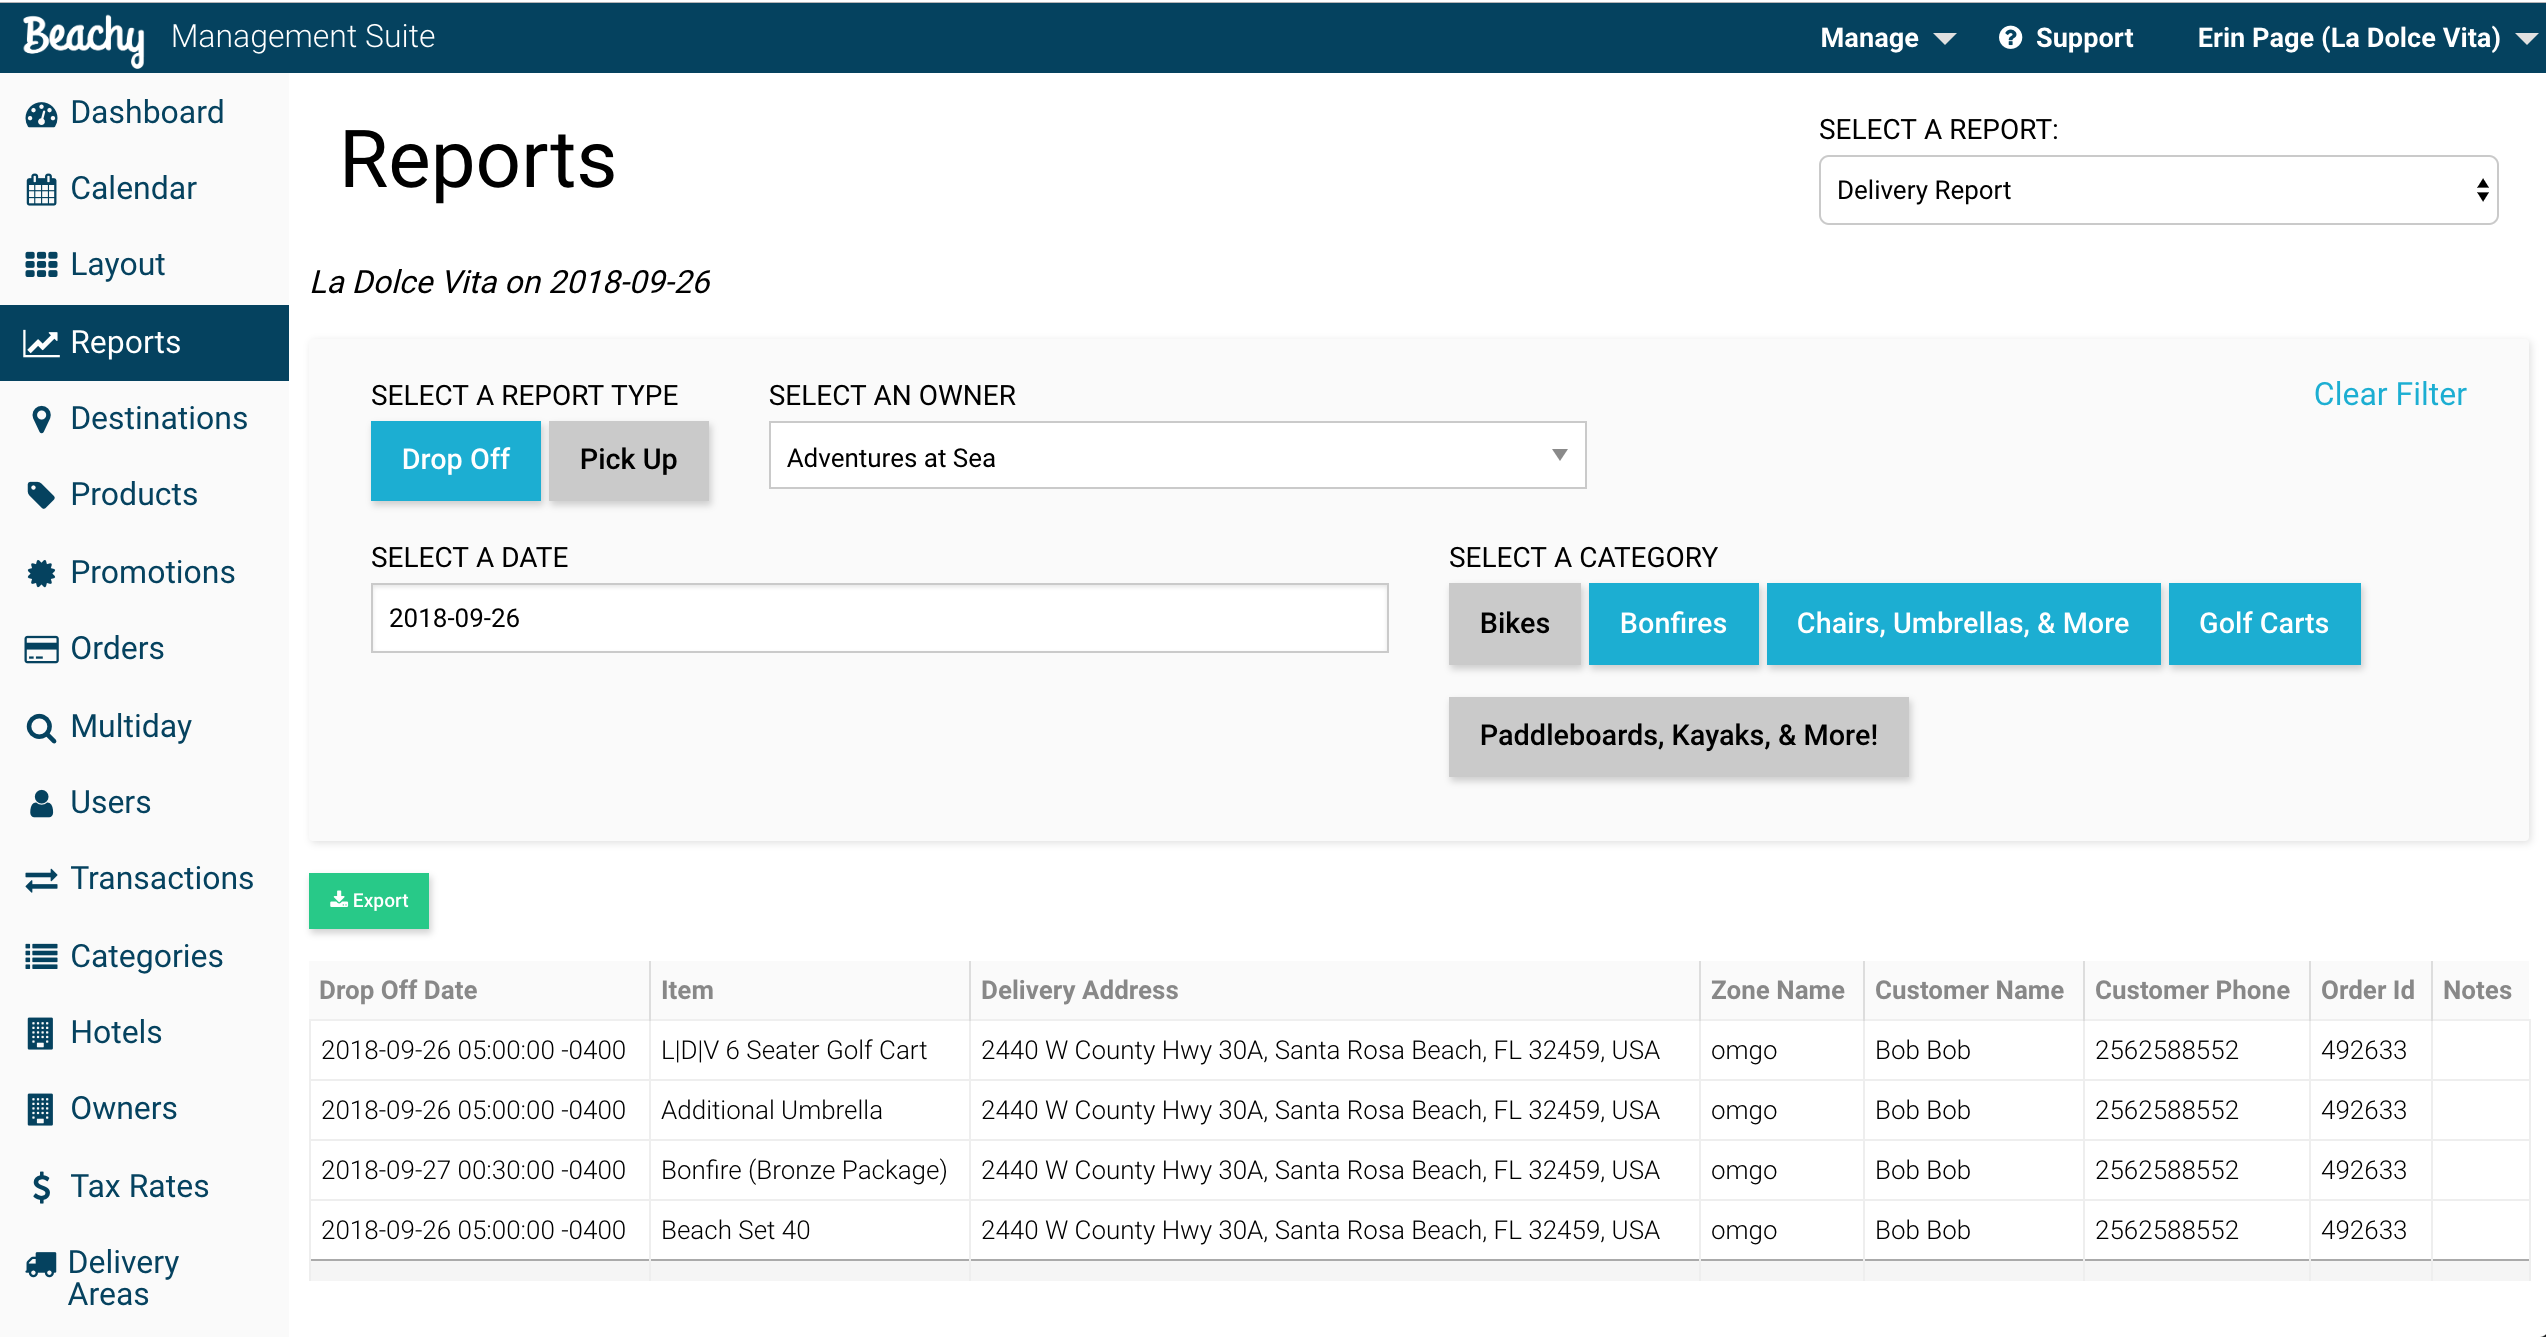 Beachy Management Suite Manage Support Erin Page (La Dolce Vita)
Dashboard
Calendar
Layout
Reports
Destinations
Products
Promotions
Orders
Multiday
Users
Transactions
Categories
Hotels
Owners
Tax Rates
Delivery
Areas
Reports
SELECT A REPORT:
Delivery Report
La Dolce Vita on 2018-09-26
SELECT A REPORT TYPE
Drop Off Pick Up
SELECT AN OWNER
Adventures at Sea
Clear Filter
SELECT A DATE
2018-09-26
SELECT A CATEGORY
Bikes Bonfires Chairs, Umbrellas, & More Golf Carts
Paddleboards, Kayaks, & More!
Export
Drop Off Date Item Delivery Address Zone Name Customer Name Customer Phone Order Id Notes
2018-09-26 05:00:00 -0400 L|D|V 6 Seater Golf Cart 2440 W County Hwy 30A, Santa Rosa Beach, FL 32459, USA omgo Bob Bob 2562588552 492633
2018-09-26 05:00:00 -0400 Additional Umbrella 2440 W County Hwy 30A, Santa Rosa Beach, FL 32459, USA omgo Bob Bob 2562588552 492633
2018-09-27 00:30:00 -0400 Bonfire (Bronze Package) 2440 W County Hwy 30A, Santa Rosa Beach, FL 32459, USA omgo Bob Bob 2562588552 492633
2018-09-26 05:00:00 -0400 Beach Set 40 2440 W County Hwy 30A, Santa Rosa Beach, FL 32459, USA omgo Bob Bob 2562588552 492633